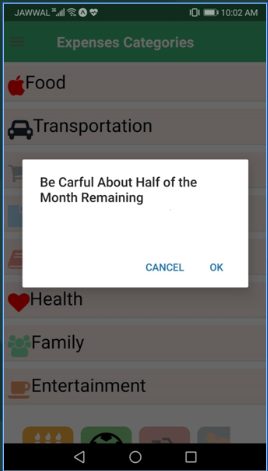 JAWWAL 10:02 AM
Expenses Categories
Food
Transportation
Be Carful About Half of the
Month Remaining
CANCEL OK
Health
Family
Entertainment